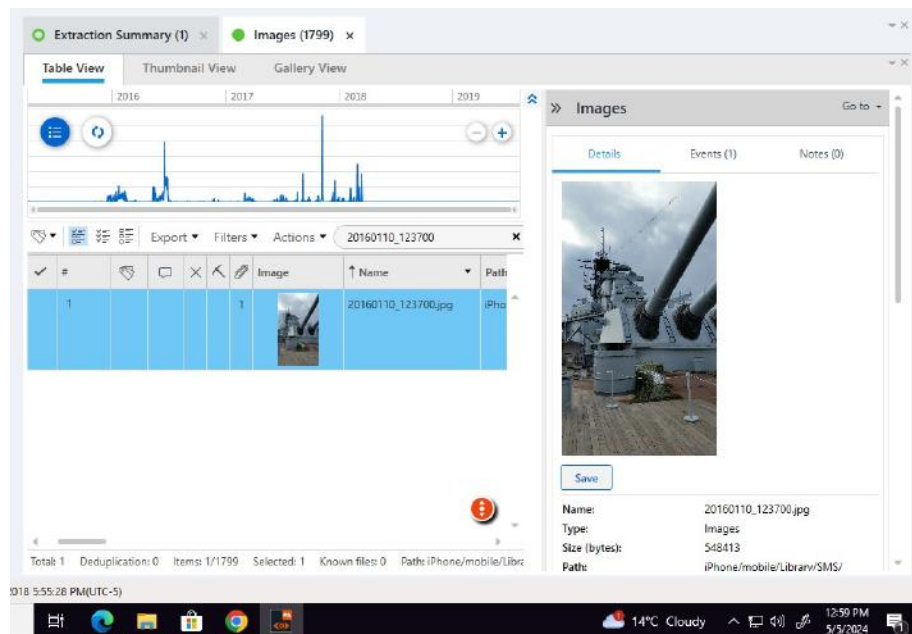 Extraction Summary (1) ×
Images (1799) ×
Table View
Thumbnail View
Gallery View
2016
2017
2018
2019
Export
Filters
Actions
20160110_123700
×
#
Image
↑ Name
Path
1
1
20160110_123700.jpg
iPho
Total: 1
Deduplication: 0
Items: 1/1799
Selected: 1
Known files: 0
Path: iPhone/mobile/Libra
Images
Go to
Details
Events (1)
Notes (0)
Save
Name: 20160110_123700.jpg
Type: Images
Size (bytes): 548413
Path: iPhone/mobile/Library/SMS/
2018 5:55:28 PM(UTC-5)
14°C Cloudy
12:59 PM
5/5/2024
1